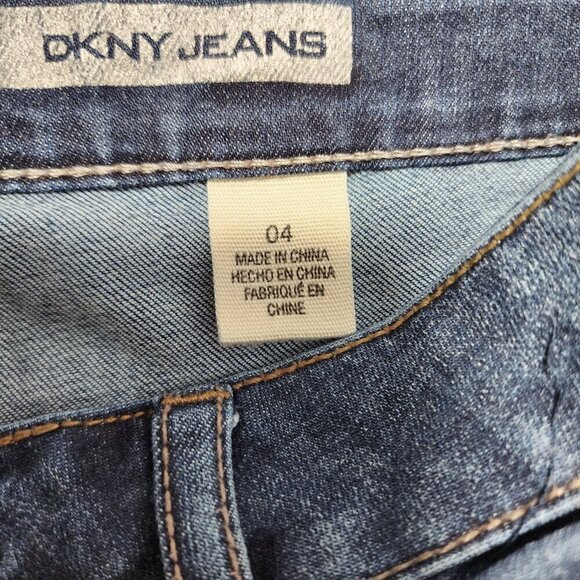 DKNY JEANS
04
MADE IN CHINA
HECHO EN CHINA
FABRIQUÉ EN
CHINE